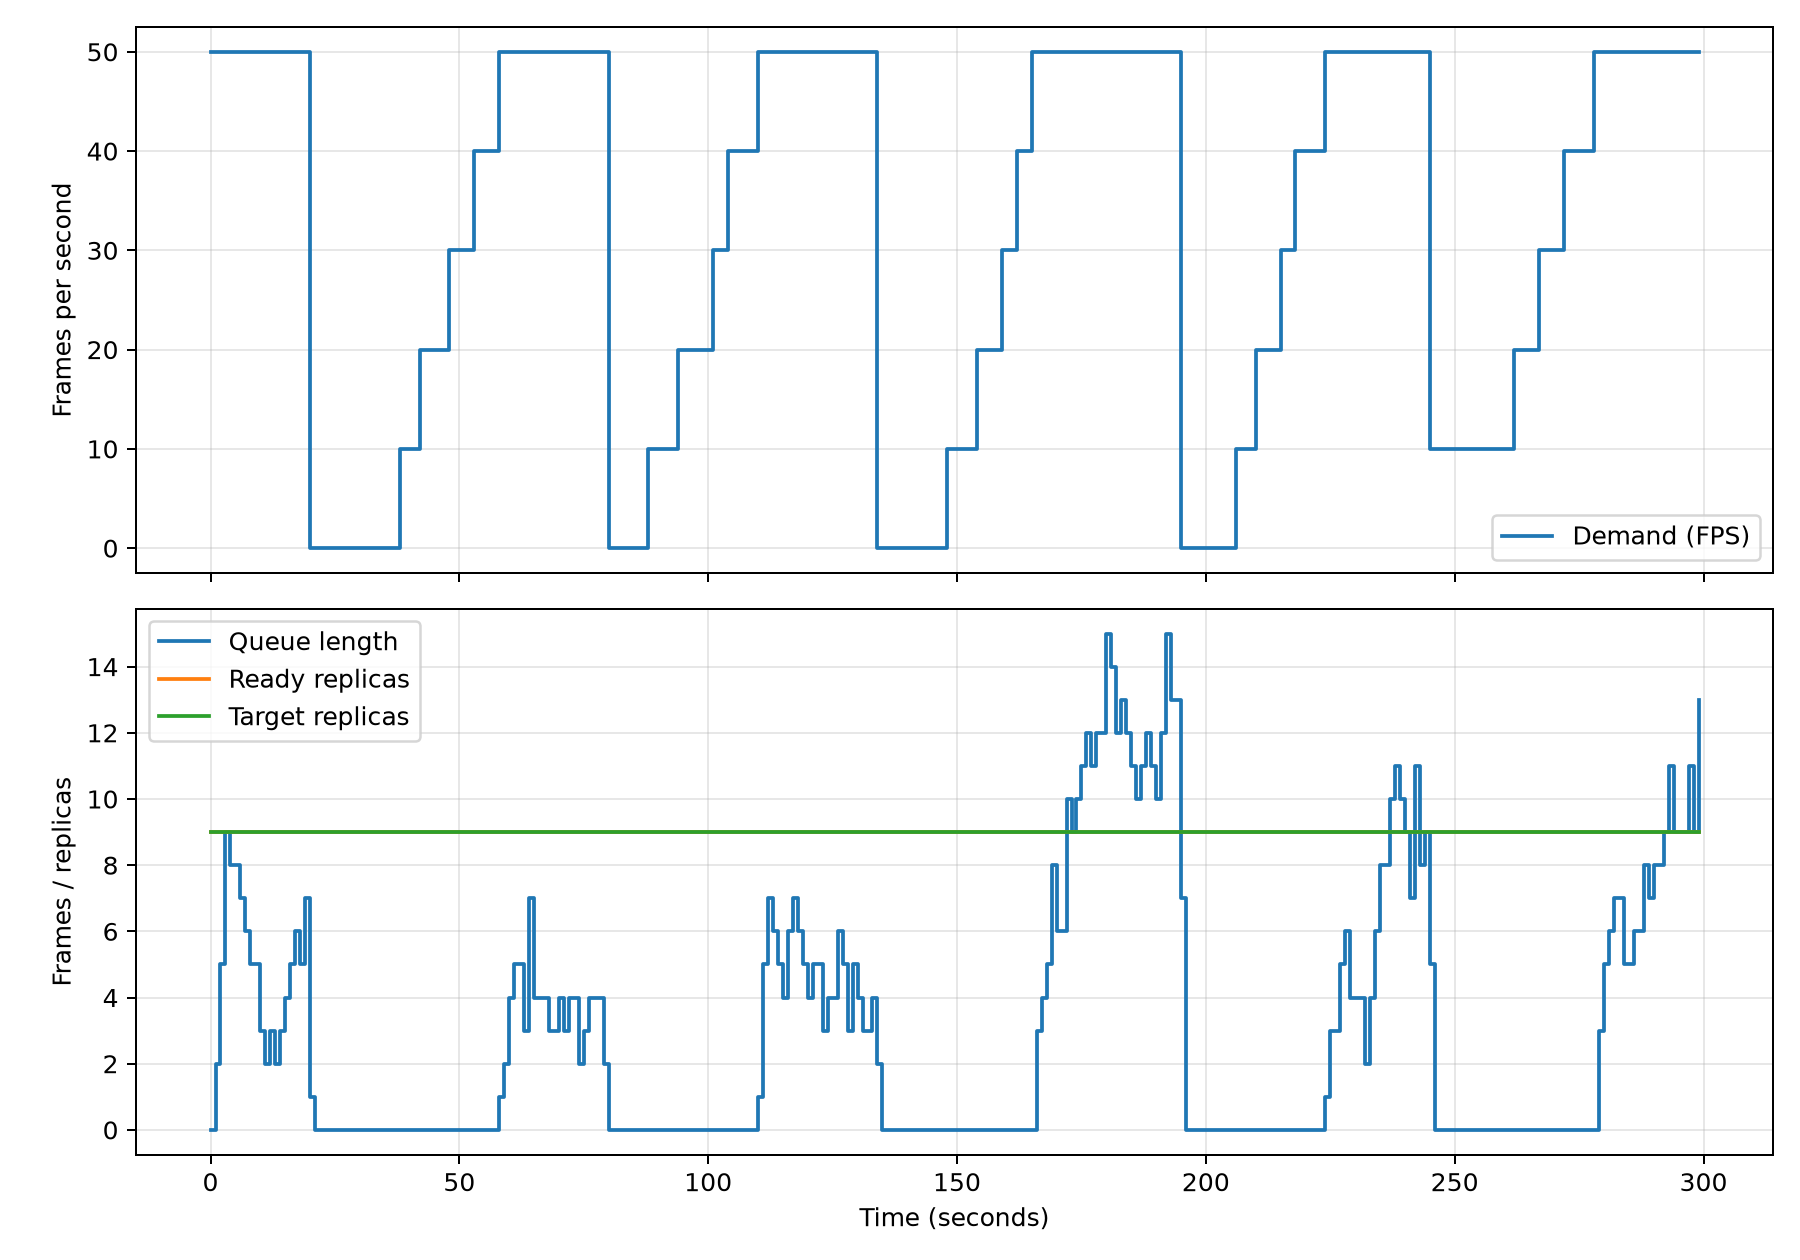 50
40
30
20
10
0
Frames per second
Demand (FPS)
Queue length
Ready replicas
Target replicas
14
12
10
8
6
4
2
0
Frames / replicas
0 50 100 150 200 250 300
Time (seconds)